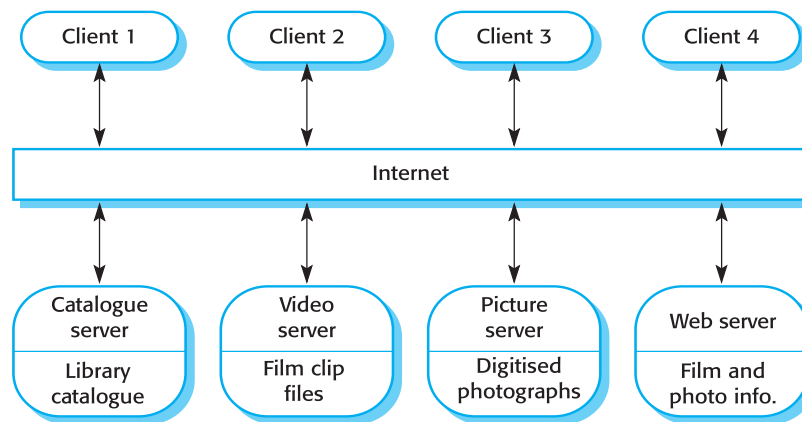 Client 1
Client 2
Client 3
Client 4
Internet
Catalogue
server
Library
catalogue
Video
server
Film clip
files
Picture
server
Digitised
photographs
Web server
Film and
photo info.